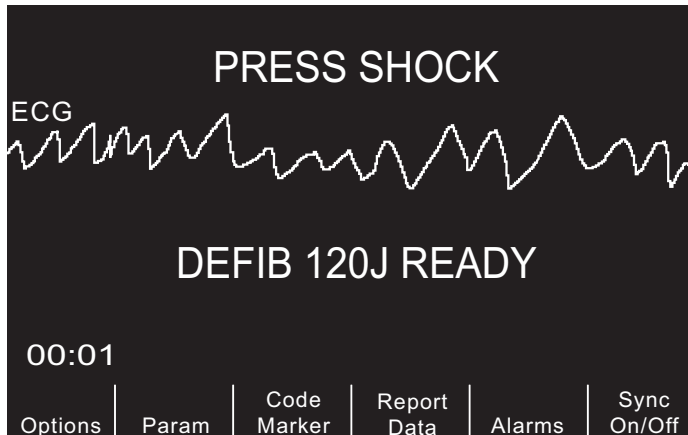 PRESS SHOCK
ECG
DEFIB 120J READY
00:01
Options Param Code Marker Report Data Alarms Sync On/Off